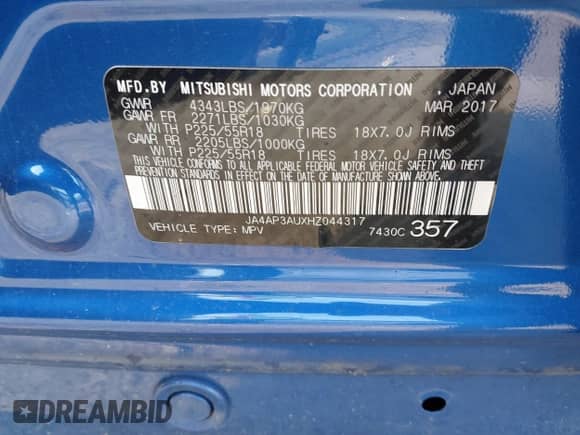 MFD.BY MITSUBISHI MOTORS CORPORATION , JAPAN
GVWR 4343LBS/1970KG MAR 2017
GAWR FR 2271LBS/1030KG
WITH P225/55R18 TIRES 18X7.0J RIMS
GAWR RR 2205LBS/1000KG
WITH P225/55R18 TIRES 18X7.0J RIMS
THIS VEHICLE CONFORMS TO ALL APPLICABLE FEDERAL MOTOR VEHICLE SAFETY AND THEFT
PREVENTION STANDARDS IN EFFECT ON THE DATE OF MANUFACTURE SHOWN ABOVE.
JA4AP3AUXHZ044317
VEHICLE TYPE: MPV 7430C 357
DREAMBID